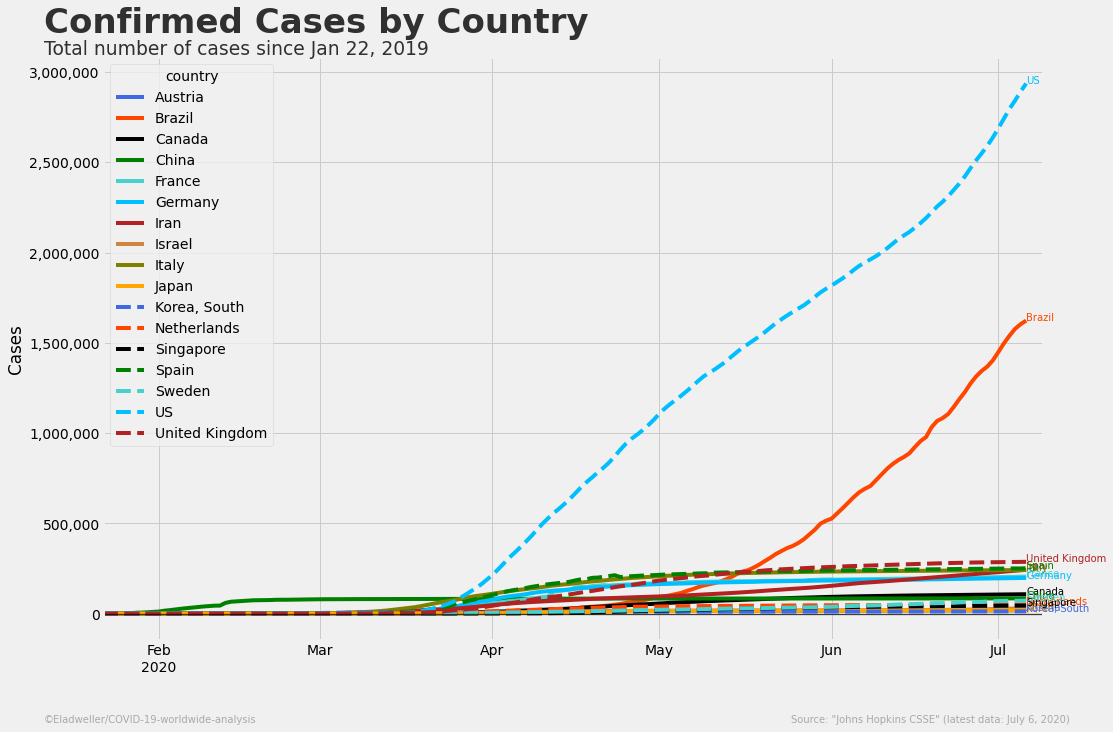 Confirmed Cases by Country
Total number of cases since Jan 22, 2019
3,000,000
2,500,000
2,000,000
1,500,000
1,000,000
500,000
0
Cases
country
Austria
Brazil
Canada
China
France
Germany
Iran
Israel
Italy
Japan
Korea, South
Netherlands
Singapore
Spain
Sweden
US
United Kingdom
US
Brazil
United Kingdom
Spain
Germany
Canada
Singapore
Korea, South
Feb
2020
Mar
Apr
May
Jun
Jul
©Eladweller/COVID-19-worldwide-analysis
Source: "Johns Hopkins CSSE" (latest data: July 6, 2020)